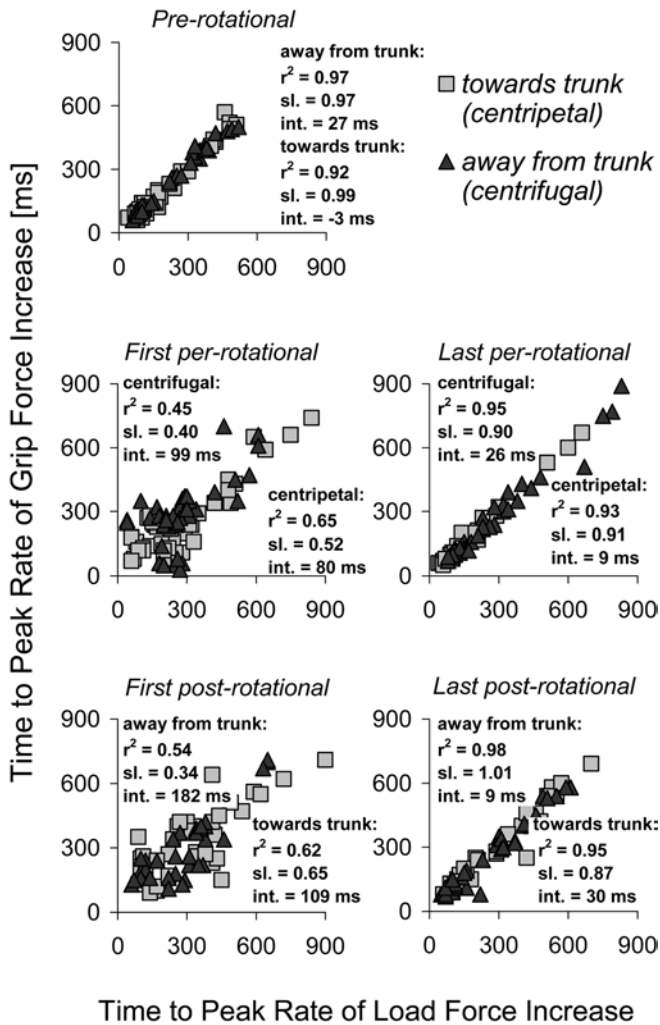 Pre-rotational
900
600
300
0
0 300 600 900
away from trunk:
r² = 0.97
sl. = 0.97
int. = 27 ms
towards trunk:
r² = 0.92
sl. = 0.99
int. = -3 ms
towards trunk
(centripetal)
away from trunk
(centrifugal)
Time to Peak Rate of Grip Force Increase [ms]
First per-rotational
900
600
300
0
0 300 600 900
centrifugal:
r² = 0.45
sl. = 0.40
int. = 99 ms
centripetal:
r² = 0.65
sl. = 0.52
int. = 80 ms
Last per-rotational
900
600
300
0
0 300 600 900
centrifugal:
r² = 0.95
sl. = 0.90
int. = 26 ms
centripetal:
r² = 0.93
sl. = 0.91
int. = 9 ms
First post-rotational
900
600
300
0
0 300 600 900
away from trunk:
r² = 0.54
sl. = 0.34
int. = 182 ms
towards trunk:
r² = 0.62
sl. = 0.65
int. = 109 ms
Last post-rotational
900
600
300
0
0 300 600 900
away from trunk:
r² = 0.98
sl. = 1.01
int. = 9 ms
towards trunk:
r² = 0.95
sl. = 0.87
int. = 30 ms
Time to Peak Rate of Load Force Increase